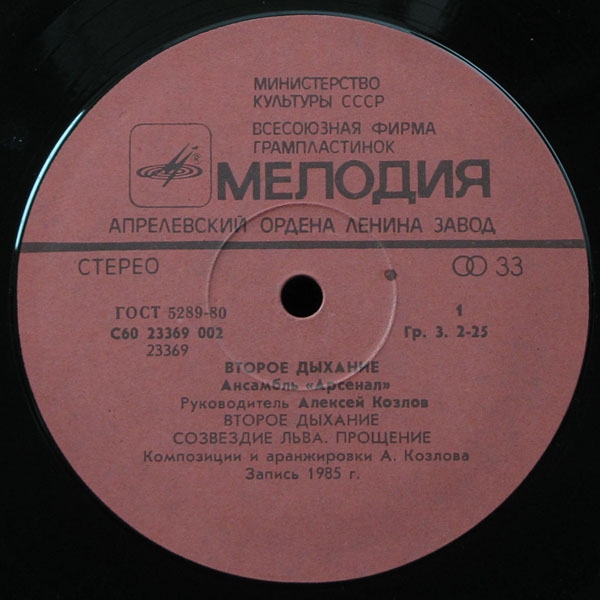 МИНИСТЕРСТВО
КУЛЬТУРЫ СССР
ВСЕСОЮЗНАЯ ФИРМА
ГРАМПЛАСТИНОК
МЕЛОДИЯ
АПРЕЛЕВСКИЙ ОРДЕНА ЛЕНИНА ЗАВОД
СТЕРЕО 33
ГОСТ 5289-80 1
С60 23369 002 Гр. 3. 2-25
23369
ВТОРОЕ ДЫХАНИЕ
Ансамбль «Арсенал»
Руководитель Алексей Козлов
ВТОРОЕ ДЫХАНИЕ
СОЗВЕЗДИЕ ЛЬВА. ПРОЩЕНИЕ
Композиции и аранжировки А. Козлова
Запись 1985 г.